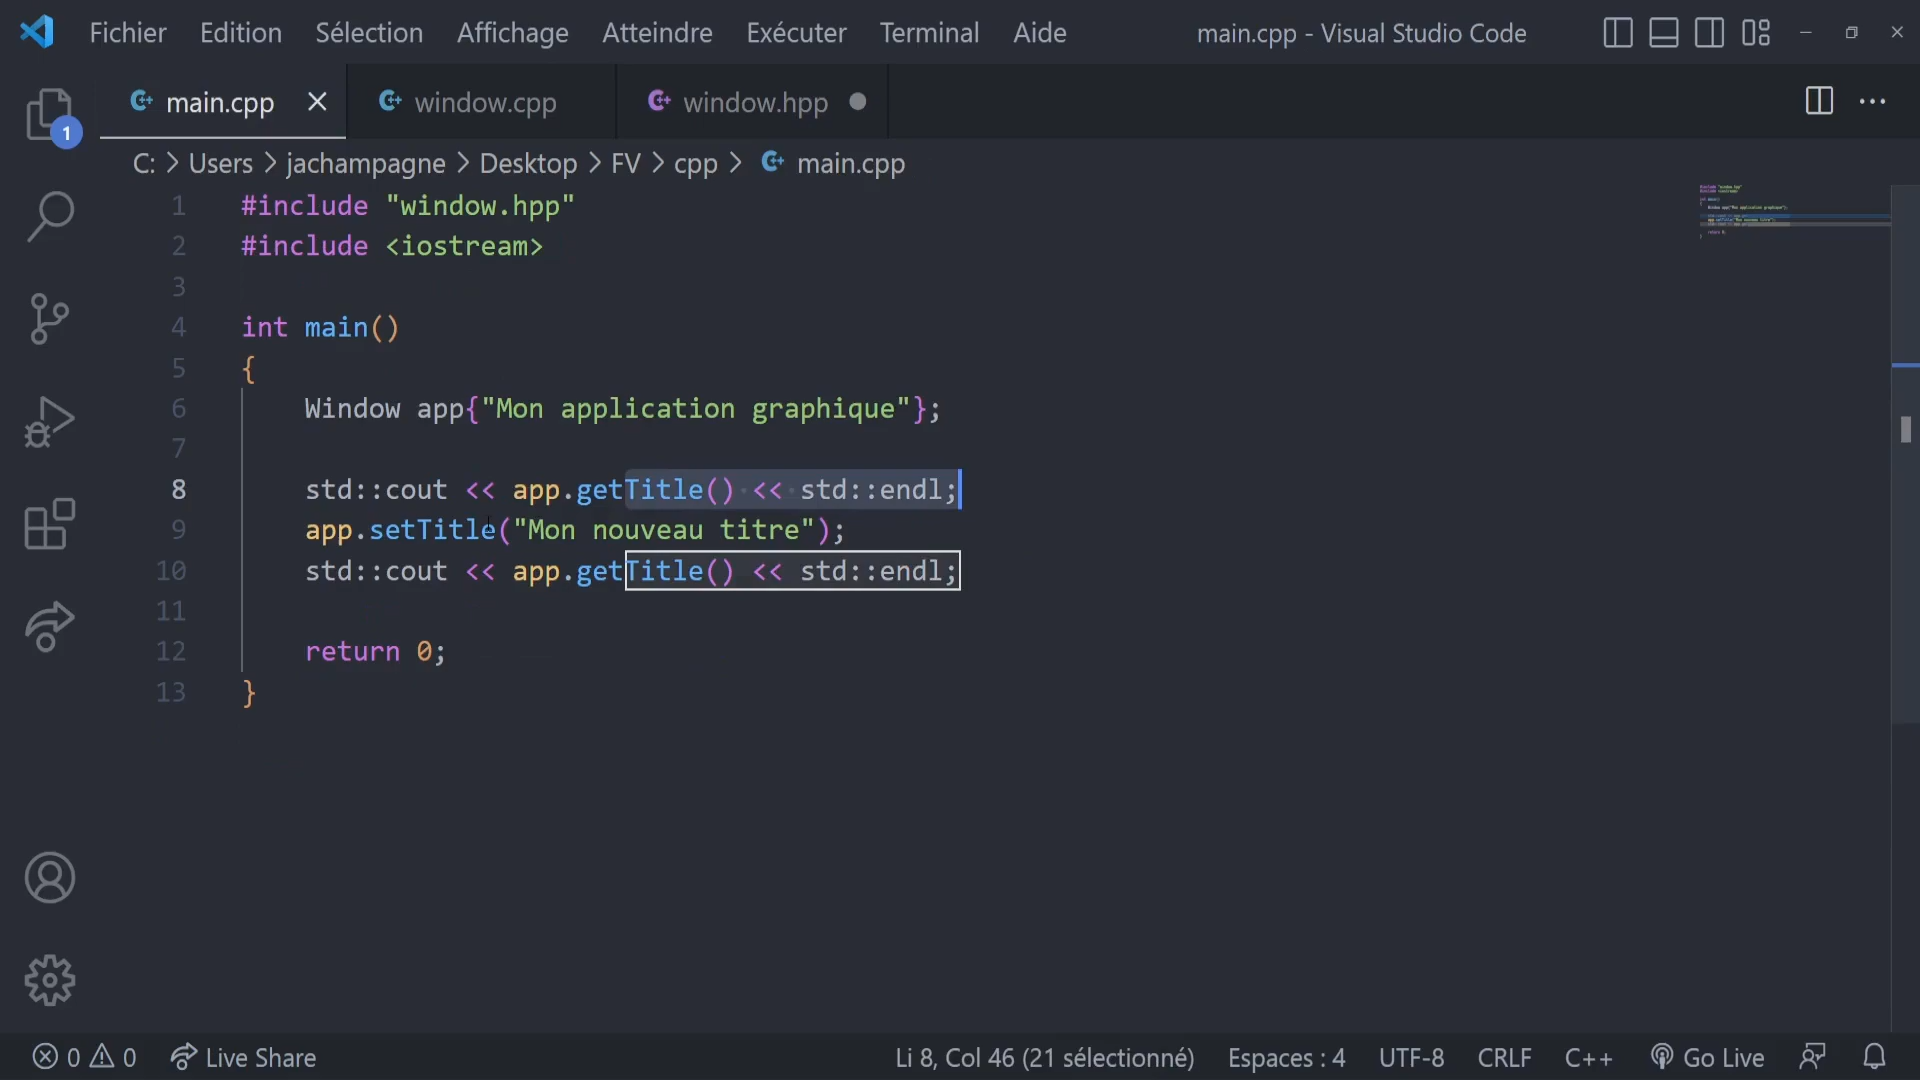 Fichier Edition Sélection Affichage Atteindre Exécuter Terminal Aide main.cpp - Visual Studio Code
main.cpp window.cpp window.hpp
1
C: > Users > jachampagne > Desktop > FV > cpp > main.cpp
1 #include "window.hpp"
2 #include <iostream>
3
4 int main()
5 {
6 Window app{"Mon application graphique"};
7
8 std::cout << app.getTitle() << std::endl;
9 app.setTitle("Mon nouveau titre");
10 std::cout << app.getTitle() << std::endl;
11
12 return 0;
13 }
0 0 Live Share Li 8, Col 46 (21 sélectionné) Espaces : 4 UTF-8 CRLF C++ Go Live